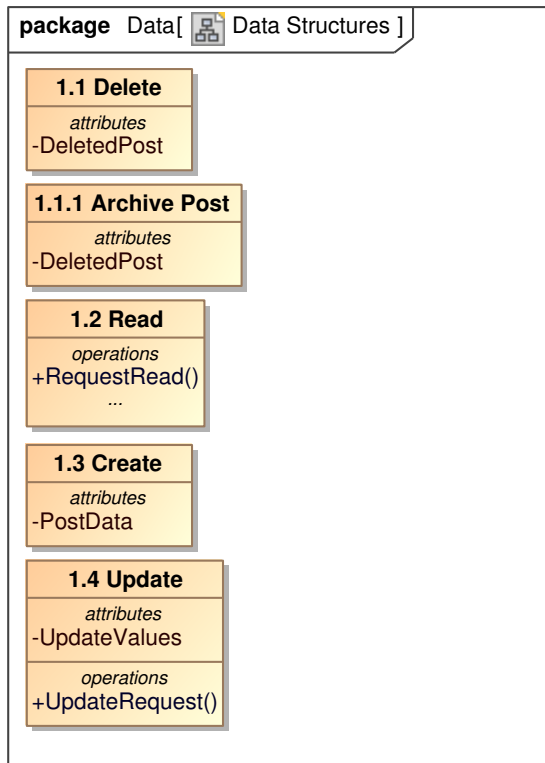 package Data[ Data Structures ]
1.1 Delete
attributes
-DeletedPost
1.1.1 Archive Post
attributes
-DeletedPost
1.2 Read
operations
+RequestRead()
...
1.3 Create
attributes
-PostData
1.4 Update
attributes
-UpdateValues
operations
+UpdateRequest()